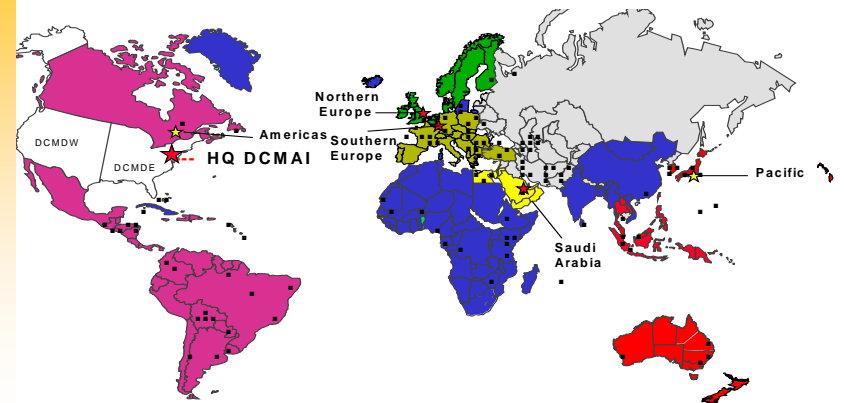 Northern
Europe
Americas
Southern
Europe
DCMDW
HQ DCMAI
DCMDE
Pacific
Saudi
Arabia